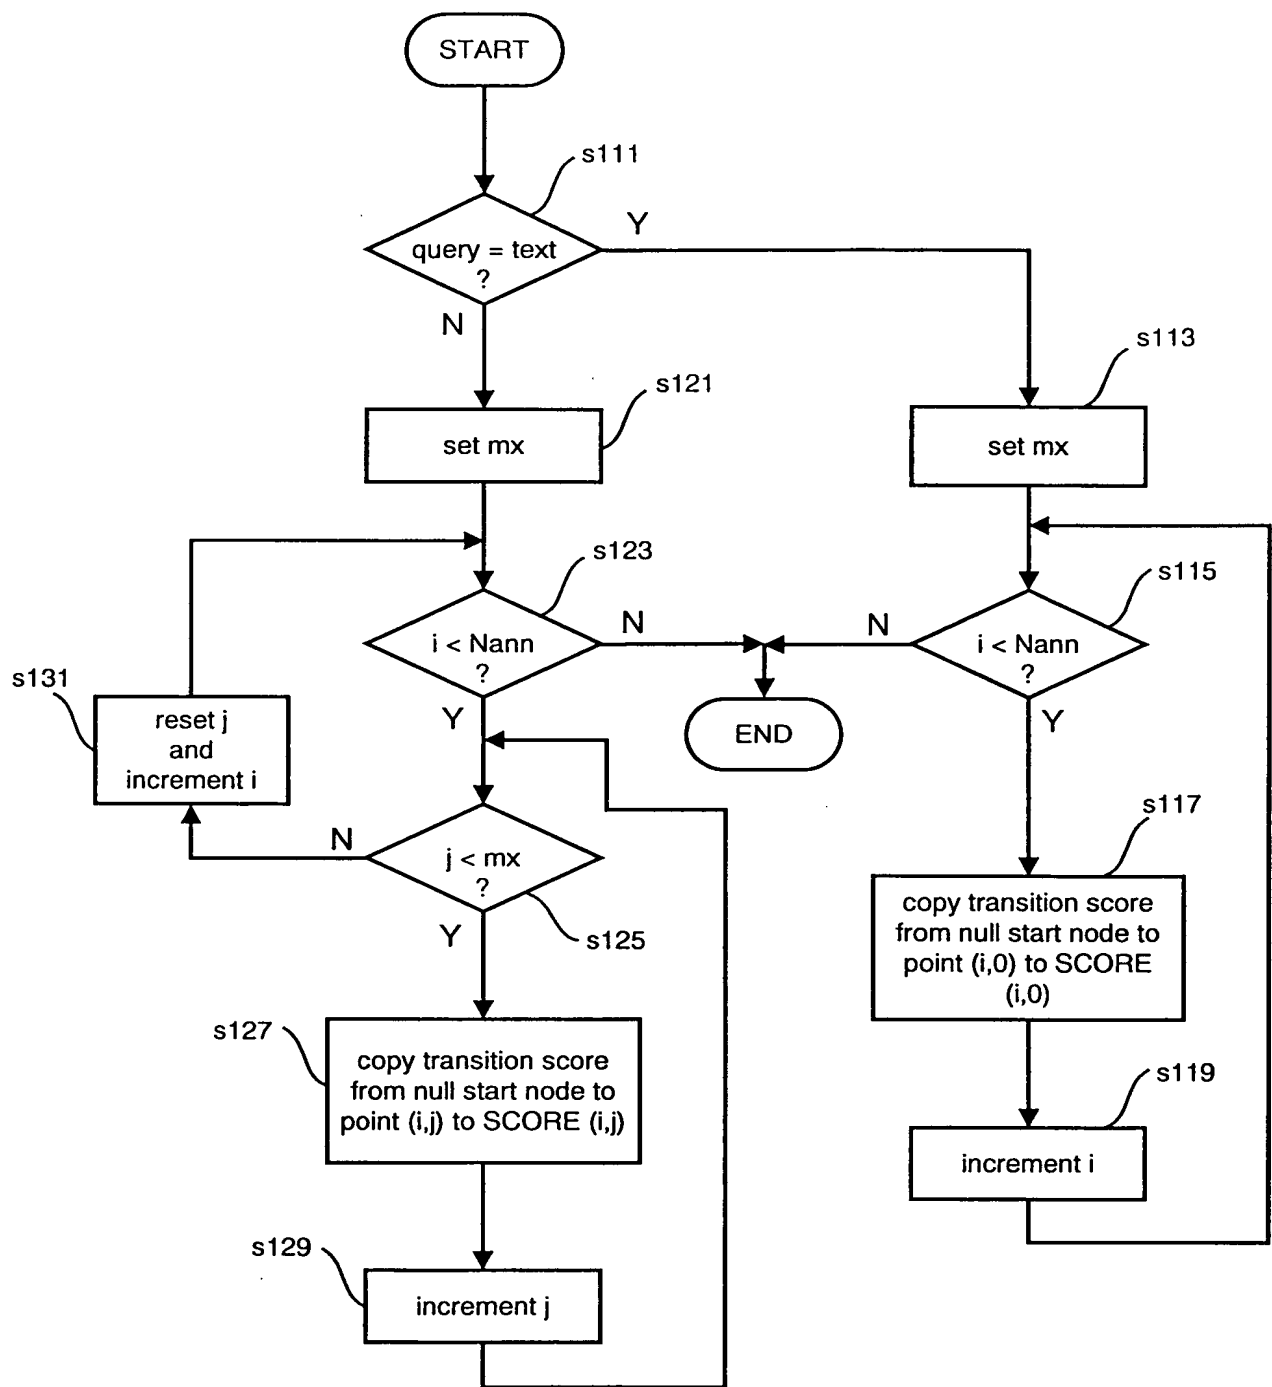 START
s111
query = text
?
Y
N
s113
s121
set mx
set mx
s123
s115
i < Nann
?
N
N
i < Nann
?
s131
reset j
and
increment i
Y
END
Y
s117
N
j < mx
?
s125
Y
copy transition score
from null start node to
point (i,0) to SCORE
(i,0)
s127
copy transition score
from null start node to
point (i,j) to SCORE (i,j)
s119
increment i
s129
increment j